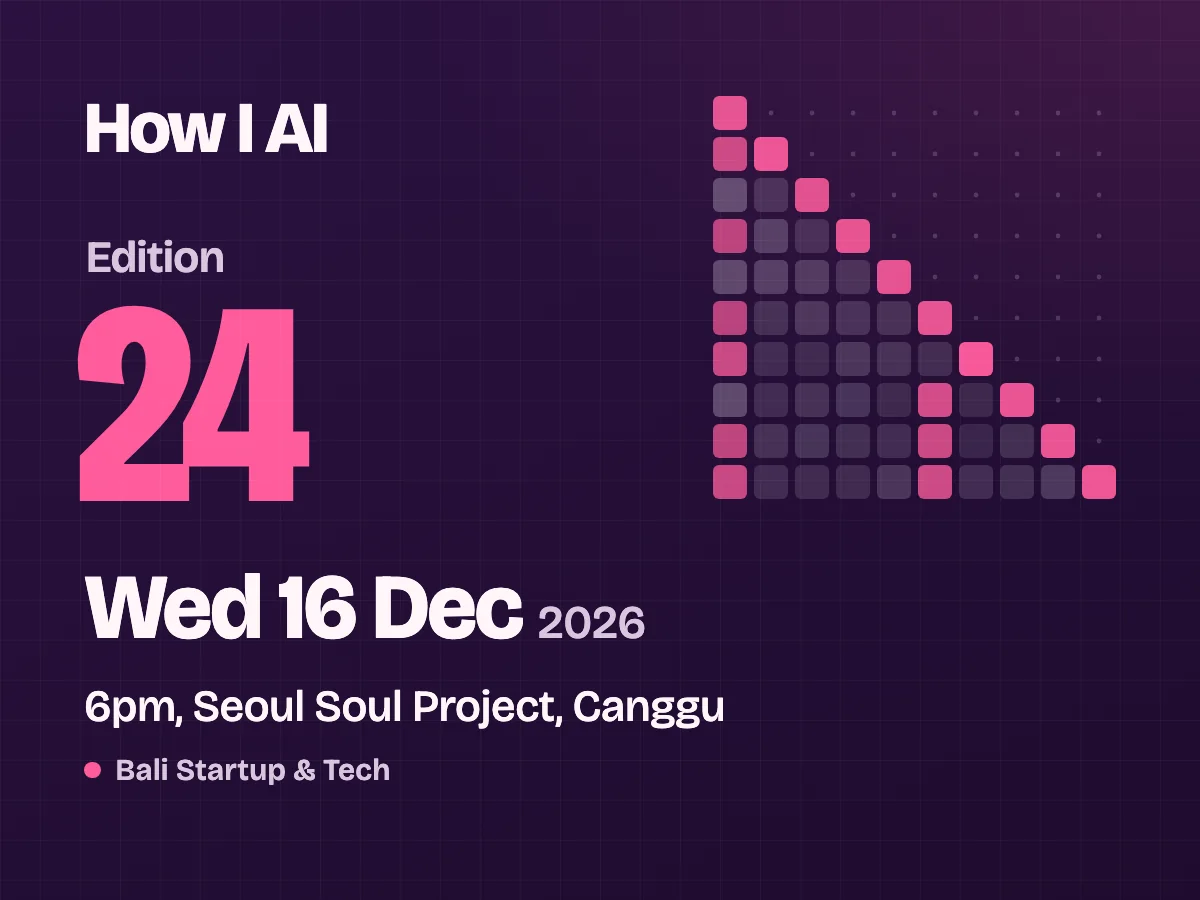 How I AI
Edition
24
Wed 16 Dec 2026
6pm, Seoul Soul Project, Canggu
Bali Startup & Tech